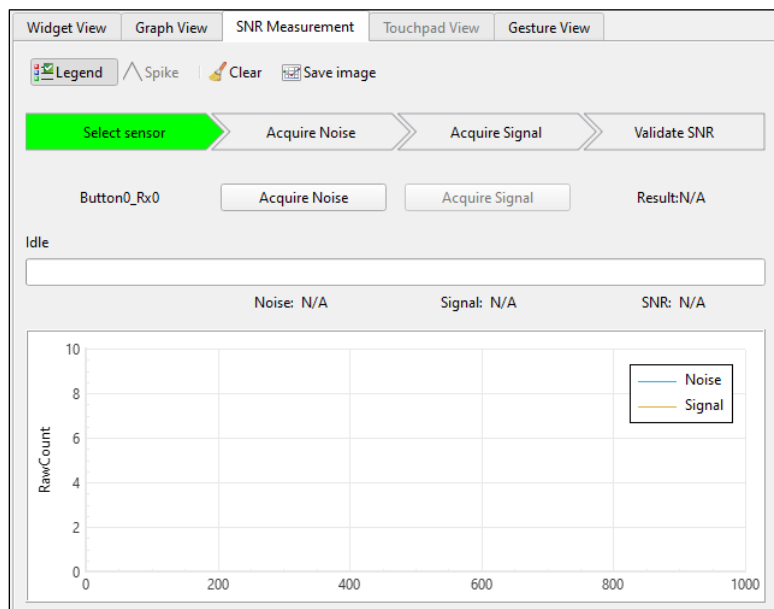 Widget View Graph View SNR Measurement Touchpad View Gesture View
Legend Spike Clear Save image
Select sensor Acquire Noise Acquire Signal Validate SNR
Button0_Rx0 Acquire Noise Acquire Signal Result:N/A
Idle
Noise: N/A Signal: N/A SNR: N/A
10
Noise
8
Signal
6
RawCount
4
2
0
0 200 400 600 800 1000